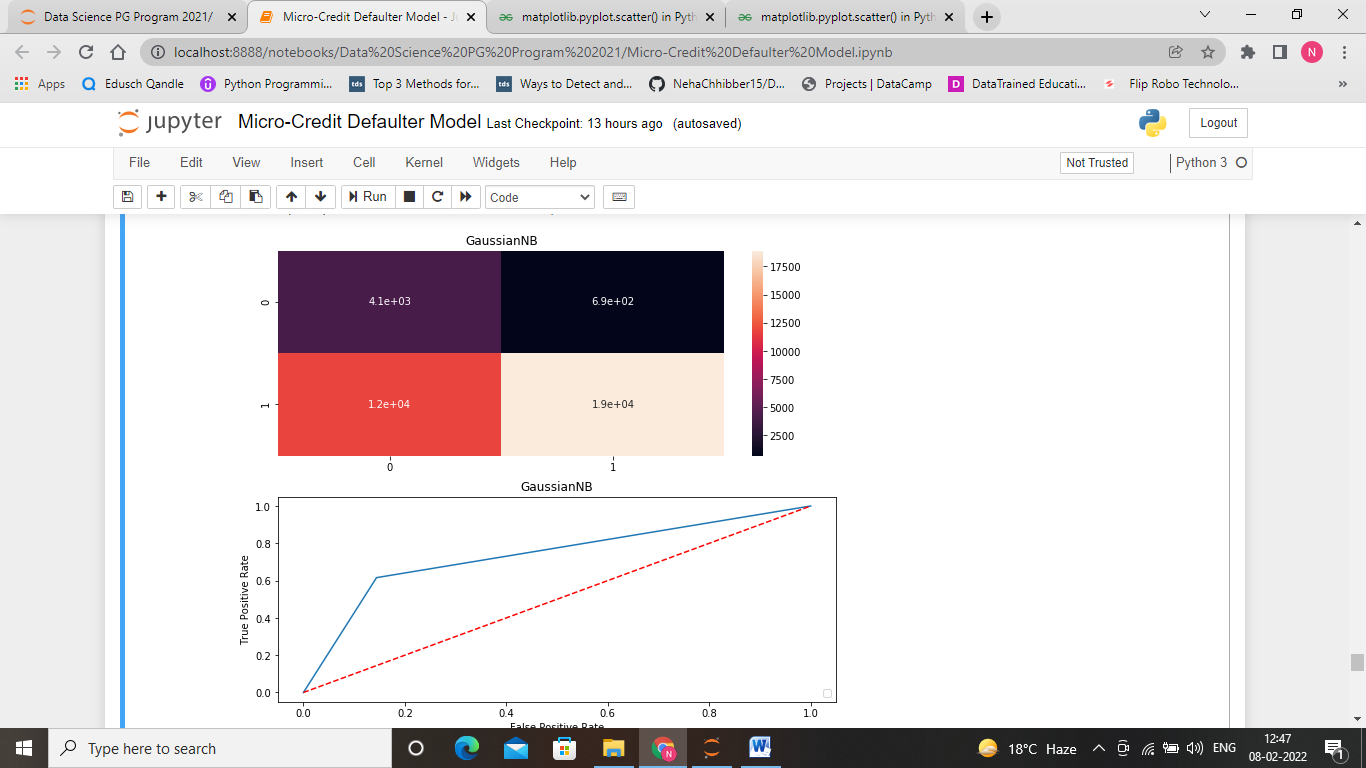 Data Science PG Program 2021/
Micro-Credit Defaulter Model - Ju
matplotlib.pyplot.scatter() in Pyth
matplotlib.pyplot.scatter() in Pyth
localhost:8888/notebooks/Data%20Science%20PG%20Program%202021/Micro-Credit%20Defaulter%20Model.ipynb
N
Apps
Edusch Qandle
Python Programmi...
tds
Top 3 Methods for...
tds
Ways to Detect and...
NehaChhibber15/D...
Projects | DataCamp
D
DataTrained Educati...
Flip Robo Technolo...
»
jupyter
Micro-Credit Defaulter Model Last Checkpoint: 13 hours ago (autosaved)
Logout
File Edit View Insert Cell Kernel Widgets Help
Not Trusted
Python 3
Run
Code
GaussianNB
4.1e+03
6.9e+02
1.2e+04
1.9e+04
0
1
0
1
17500
15000
12500
10000
7500
5000
2500
GaussianNB
1.0
0.8
0.6
0.4
0.2
0.0
True Positive Rate
0.0 0.2 0.4 0.6 0.8 1.0
False Positive Rate
Type here to search
N
W
18°C Haze
ENG
12:47
08-02-2022
1